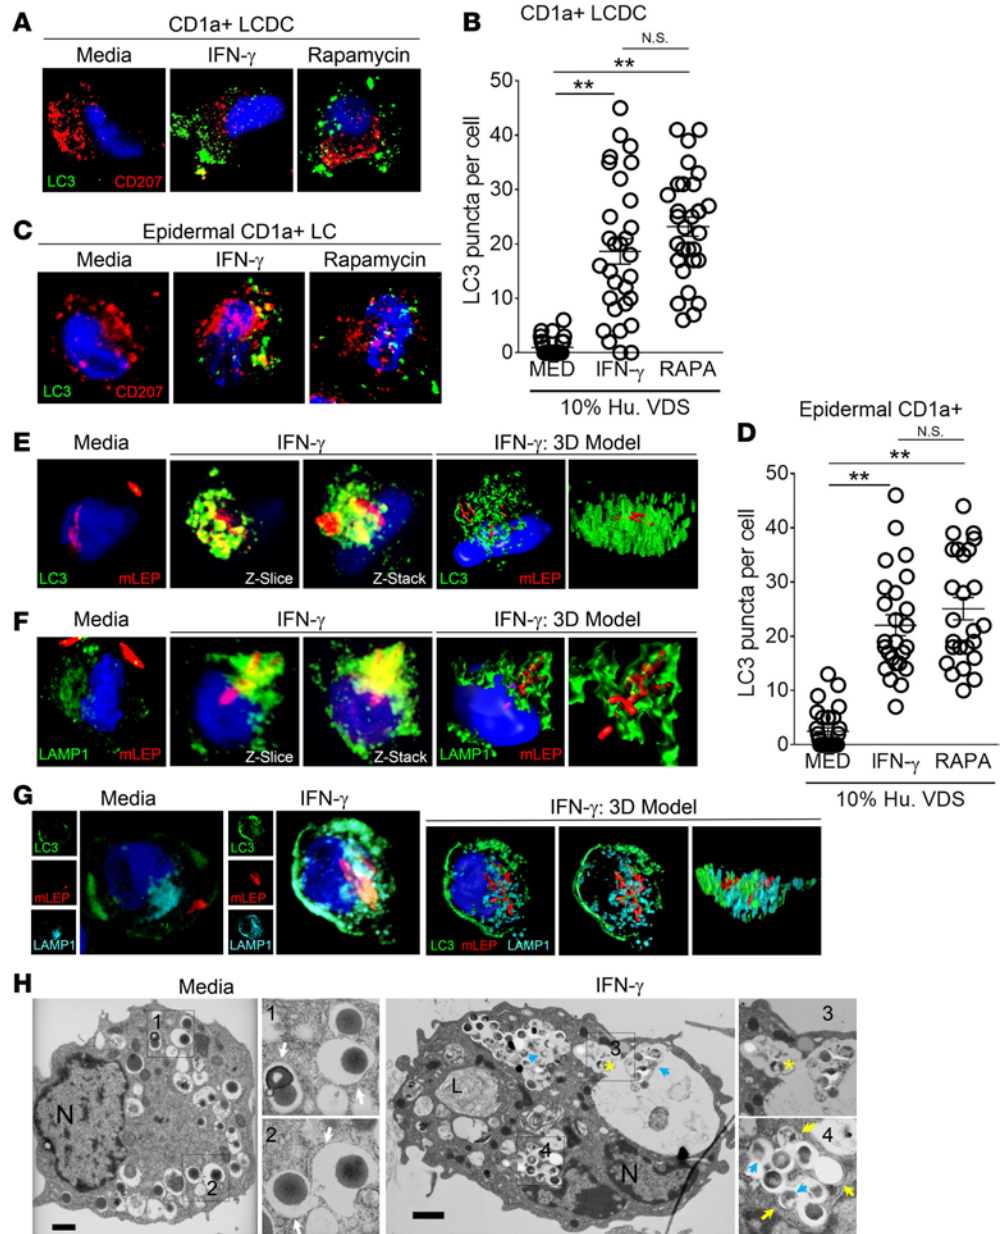 A
CD1a+ LCDC
Media
IFN-γ
Rapamycin
LC3
CD207
B
CD1a+ LCDC
N.S.
**
**
50
40
30
20
10
0
LC3 puncta per cell
MED
IFN-γ
RAPA
10% Hu. VDS
C
Epidermal CD1a+ LC
Media
IFN-γ
Rapamycin
LC3
CD207
D
Epidermal CD1a+
N.S.
**
**
50
40
30
20
10
0
LC3 puncta per cell
MED
IFN-γ
RAPA
10% Hu. VDS
E
Media
IFN-γ
IFN-γ: 3D Model
LC3
mLEP
Z-Slice
Z-Stack
LC3
mLEP
F
Media
IFN-γ
IFN-γ: 3D Model
LAMP1
mLEP
Z-Slice
Z-Stack
LAMP1
mLEP
G
Media
IFN-γ
IFN-γ: 3D Model
LC3
mLEP
LAMP1
LC3
mLEP
LAMP1
LC3 mLEP LAMP1
H
Media
IFN-γ
1
N
2
1
2
3
L
4
N
3
4